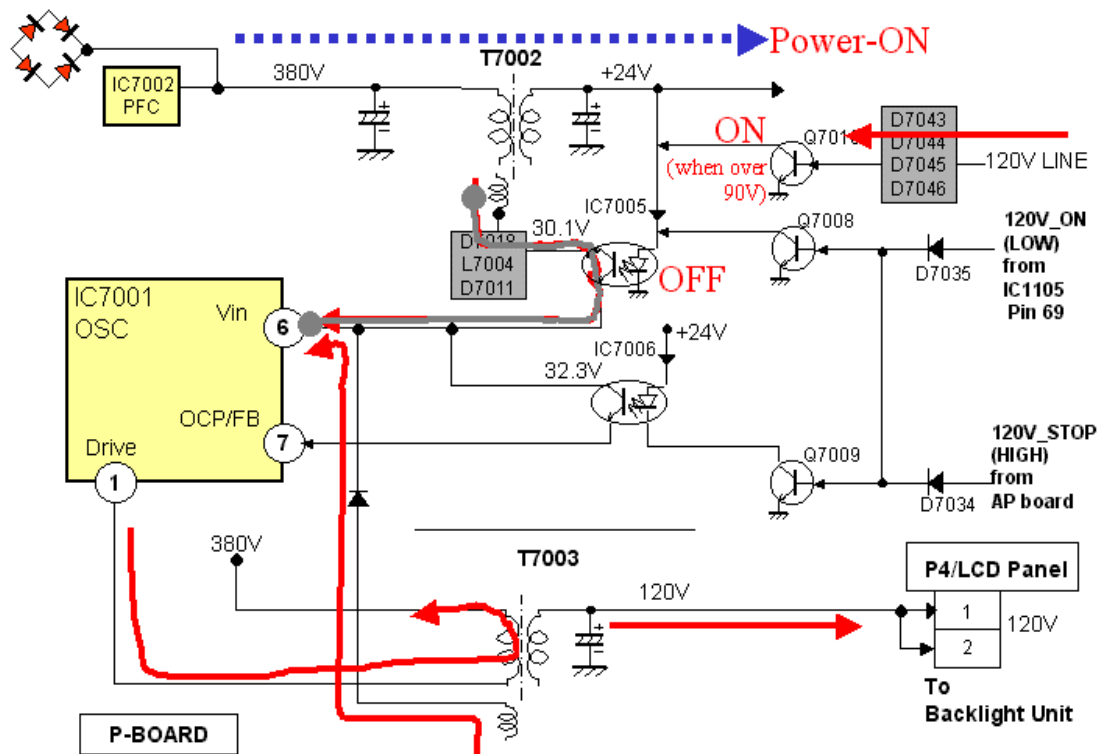 Power-ON
T7002
IC7002
PFC
380V
+24V
ON
(when over
90V)
D7043
D7044
D7045
D7046
120V LINE
IC7005
30.1V
D7018
L7004
D7011
OFF
Q7008
120V_ON
(LOW)
from
IC1105
Pin 69
D7035
IC7001
OSC
Vin
6
OCP/FB
7
Drive
1
+24V
IC7006
32.3V
Q7009
120V_STOP
(HIGH)
from
AP board
D7034
380V
T7003
120V
P4/LCD Panel
1
2
120V
To
Backlight Unit
P-BOARD